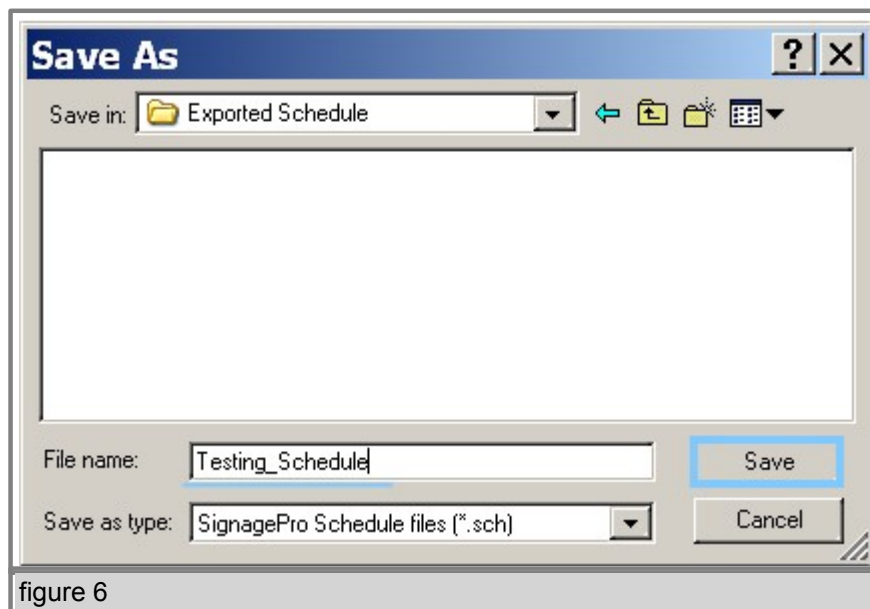 Save As
Save in: Exported Schedule
File name: Testing_Schedule Save
Save as type: SignagePro Schedule files (*.sch) Cancel
figure 6